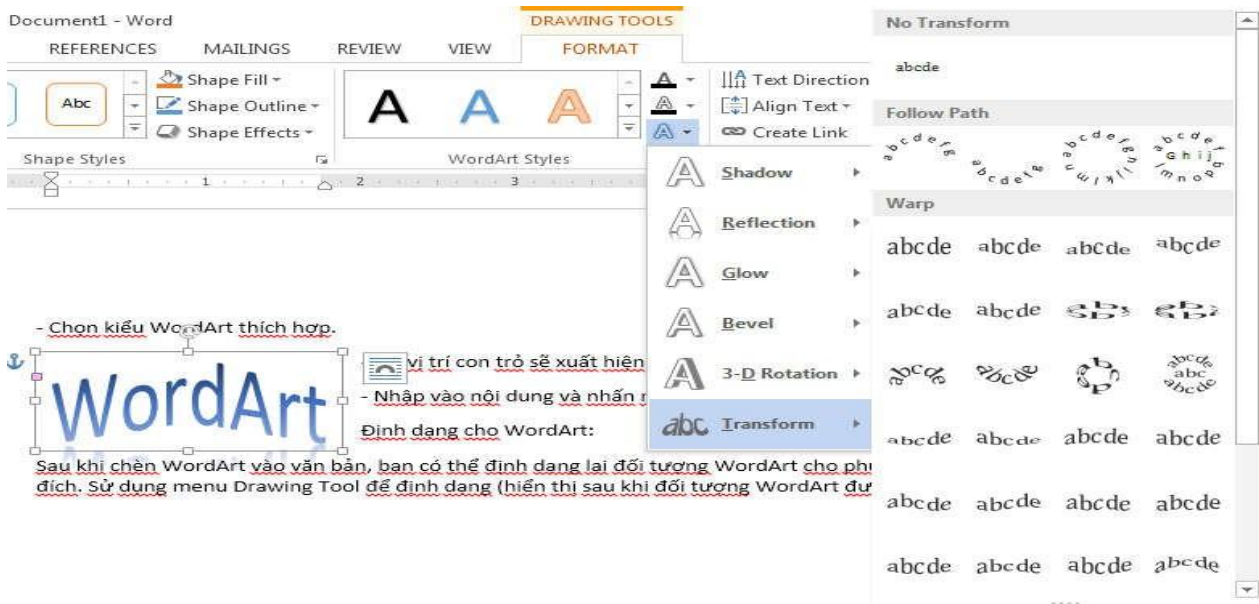 Document1 - Word
DRAWING TOOLS
REFERENCES MAILINGS REVIEW VIEW FORMAT
Abc
Shape Fill
Shape Outline
Shape Effects
Shape Styles
A A A
WordArt Styles
Text Direction
Align Text
Create Link
1 2 3
Shadow
Reflection
Glow
Bevel
3-D Rotation
abc Transform
No Transform
abcde
Follow Path
Warp
abcde abcde abcde abcde
abcde abcde
abcde abcde
abcde abcde abcde abcde
abcde abcde abcde abcde
abcde abcde abcde abcde
- Chọn kiểu WordArt thích hợp.
vị trí con trỏ sẽ xuất hiện
WordArt
- Nhập vào nội dung và nhấn
Định dạng cho WordArt:
Sau khi chèn WordArt vào văn bản, bạn có thể định dạng lại đối tượng WordArt cho
đích. Sử dụng menu Drawing Tool để định dạng (hiển thị sau khi đối tượng WordArt